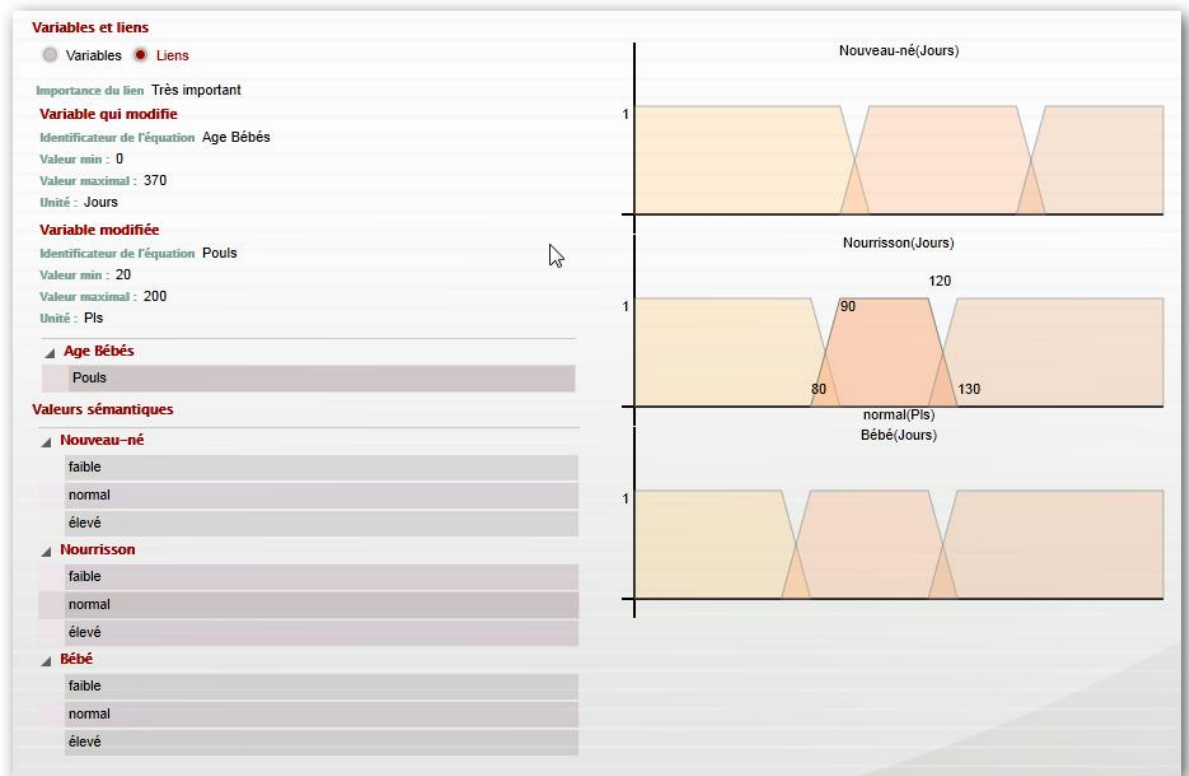 Variables et liens
Variables Liens
Importance du lien Très important
Variable qui modifie
Identificateur de l'équation Age Bébés
Valeur min : 0
Valeur maximal : 370
Unité : Jours
Variable modifiée
Identificateur de l'équation Pouls
Valeur min : 20
Valeur maximal : 200
Unité : Pls
Age Bébés
Pouls
Valeurs sémantiques
Nouveau-né
faible
normal
élevé
Nourrisson
faible
normal
élevé
Bébé
faible
normal
élevé
Nouveau-né(Jours)
1
Nourrisson(Jours)
120
1
90
80
130
normal(Pls)
Bébé(Jours)
1